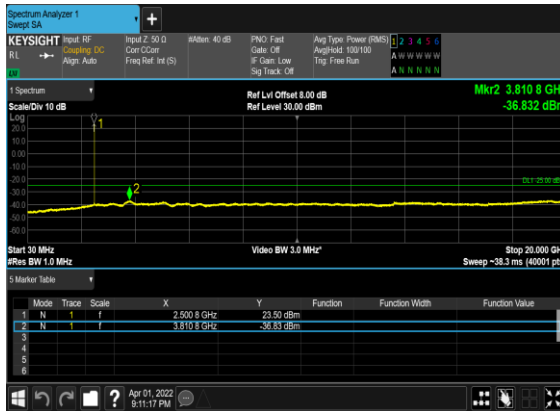 Spectrum Analyzer 1
Swept SA
KEYSIGHT Input: RF Input Z: 50 Ω #Atten: 40 dB PNO: Fast Avg Type: Power (RMS) 1 2 3 4 5 6
RL Coupling: DC Corr CCorr Gate: Off Avg|Hold: 100/100 A W W W W W
Align: Auto Freq Ref: Int (S) IF Gain: Low Trig: Free Run
Sig Track: Off A N N N N N
1 Spectrum Ref Lvl Offset 8.00 dB Mkr2 3.810 8 GH
Scale/Div 10 dB Ref Level 30.00 dBm -36.832 dBr
Log
20.0
10.0
0.00
-10.0
-20.0
-30.0
-40.0
-50.0
-60.0
1
2
DL1 -25.00 dB
Start 30 MHz Video BW 3.0 MHz* Stop 20.000 GH
#Res BW 1.0 MHz Sweep ~38.3 ms (40001 pt
5 Marker Table
Mode Trace Scale X Y Function Function Width Function Value
1 N 1 f 2.500 8 GHz 23.50 dBm
2 N 1 f 3.810 8 GHz -36.83 dBm
3
4
5
6
? Apr 01, 2022
9:11:17 PM